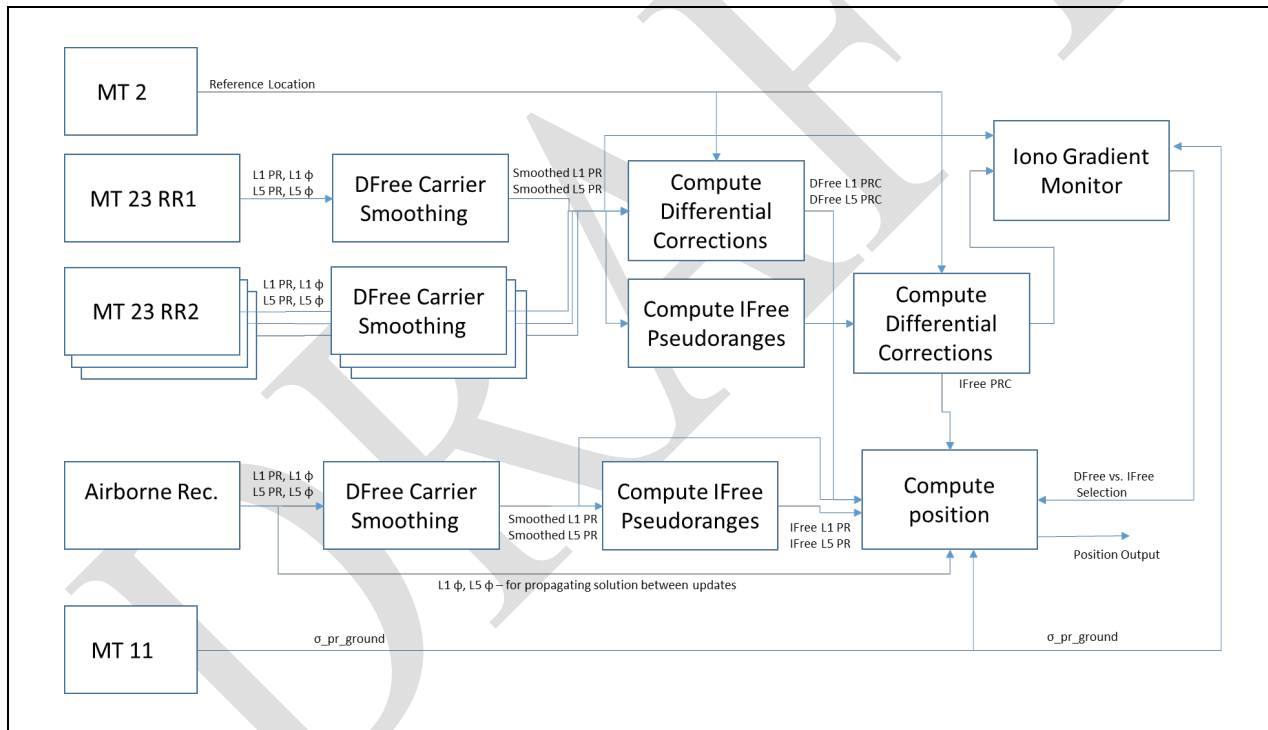 DRAFT
MT 2
Reference Location
MT 23 RR1
L1 PR, L1 ϕ
L5 PR, L5 ϕ
DFree Carrier
Smoothing
Smoothed L1 PR
Smoothed L5 PR
Compute
Differential
Corrections
DFree L1 PRC
DFree L5 PRC
Iono Gradient
Monitor
MT 23 RR2
L1 PR, L1 ϕ
L5 PR, L5 ϕ
DFree Carrier
Smoothing
Compute IFree
Pseudoranges
Compute
Differential
Corrections
IFree PRC
Airborne Rec.
L1 PR, L1 ϕ
L5 PR, L5 ϕ
DFree Carrier
Smoothing
Smoothed L1 PR
Smoothed L5 PR
Compute IFree
Pseudoranges
IFree L1 PR
IFree L5 PR
Compute
position
DFree vs. IFree
Selection
Position Output
L1 ϕ, L5 ϕ – for propagating solution between updates
MT 11
σ_pr_ground
σ_pr_ground